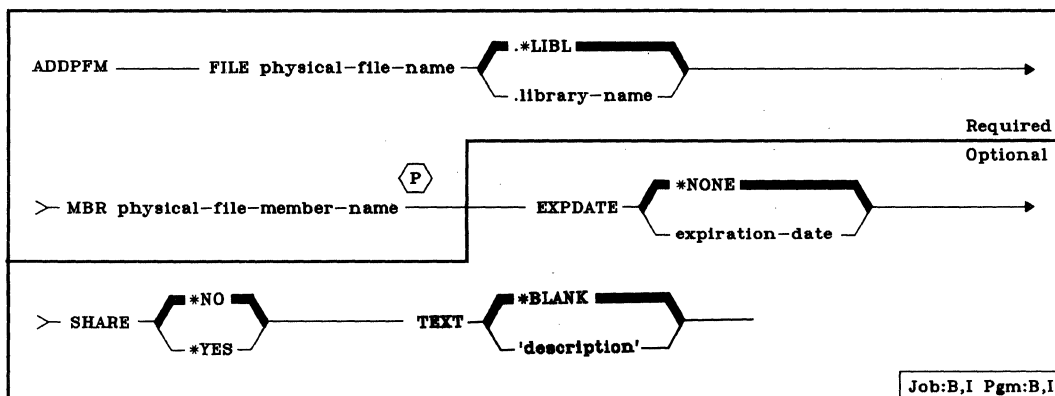 .*LIBL
ADDPFM FILE physical-file-name
.library-name
Required
Optional
P
*NONE
MBR physical-file-member-name EXPDATE
expiration-date
*NO *BLANK
SHARE TEXT
*YES 'description'
Job:B,I Pgm:B,I